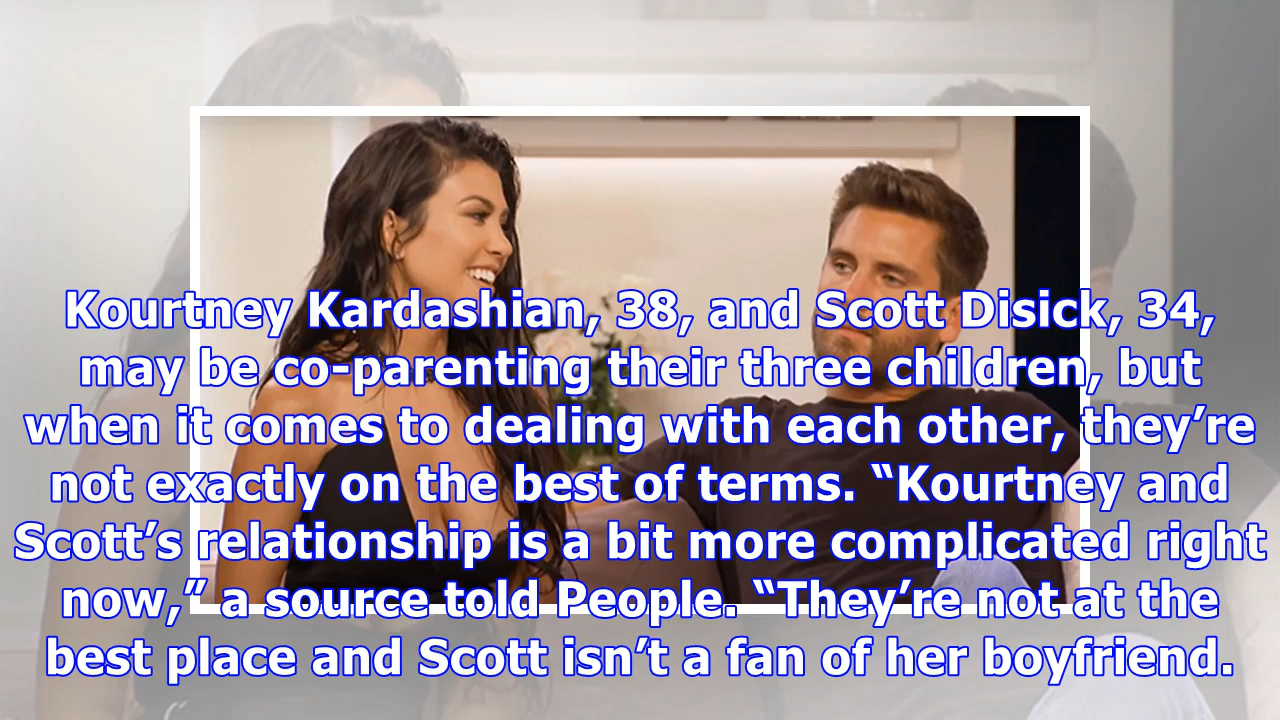 Kourtney Kardashian, 38, and Scott Disick, 34,
may be co-parenting their three children, but
when it comes to dealing with each other, they’re
not exactly on the best of terms. “Kourtney and
Scott’s relationship is a bit more complicated right
now,” a source told People. “They’re not at the
best place and Scott isn’t a fan of her boyfriend.